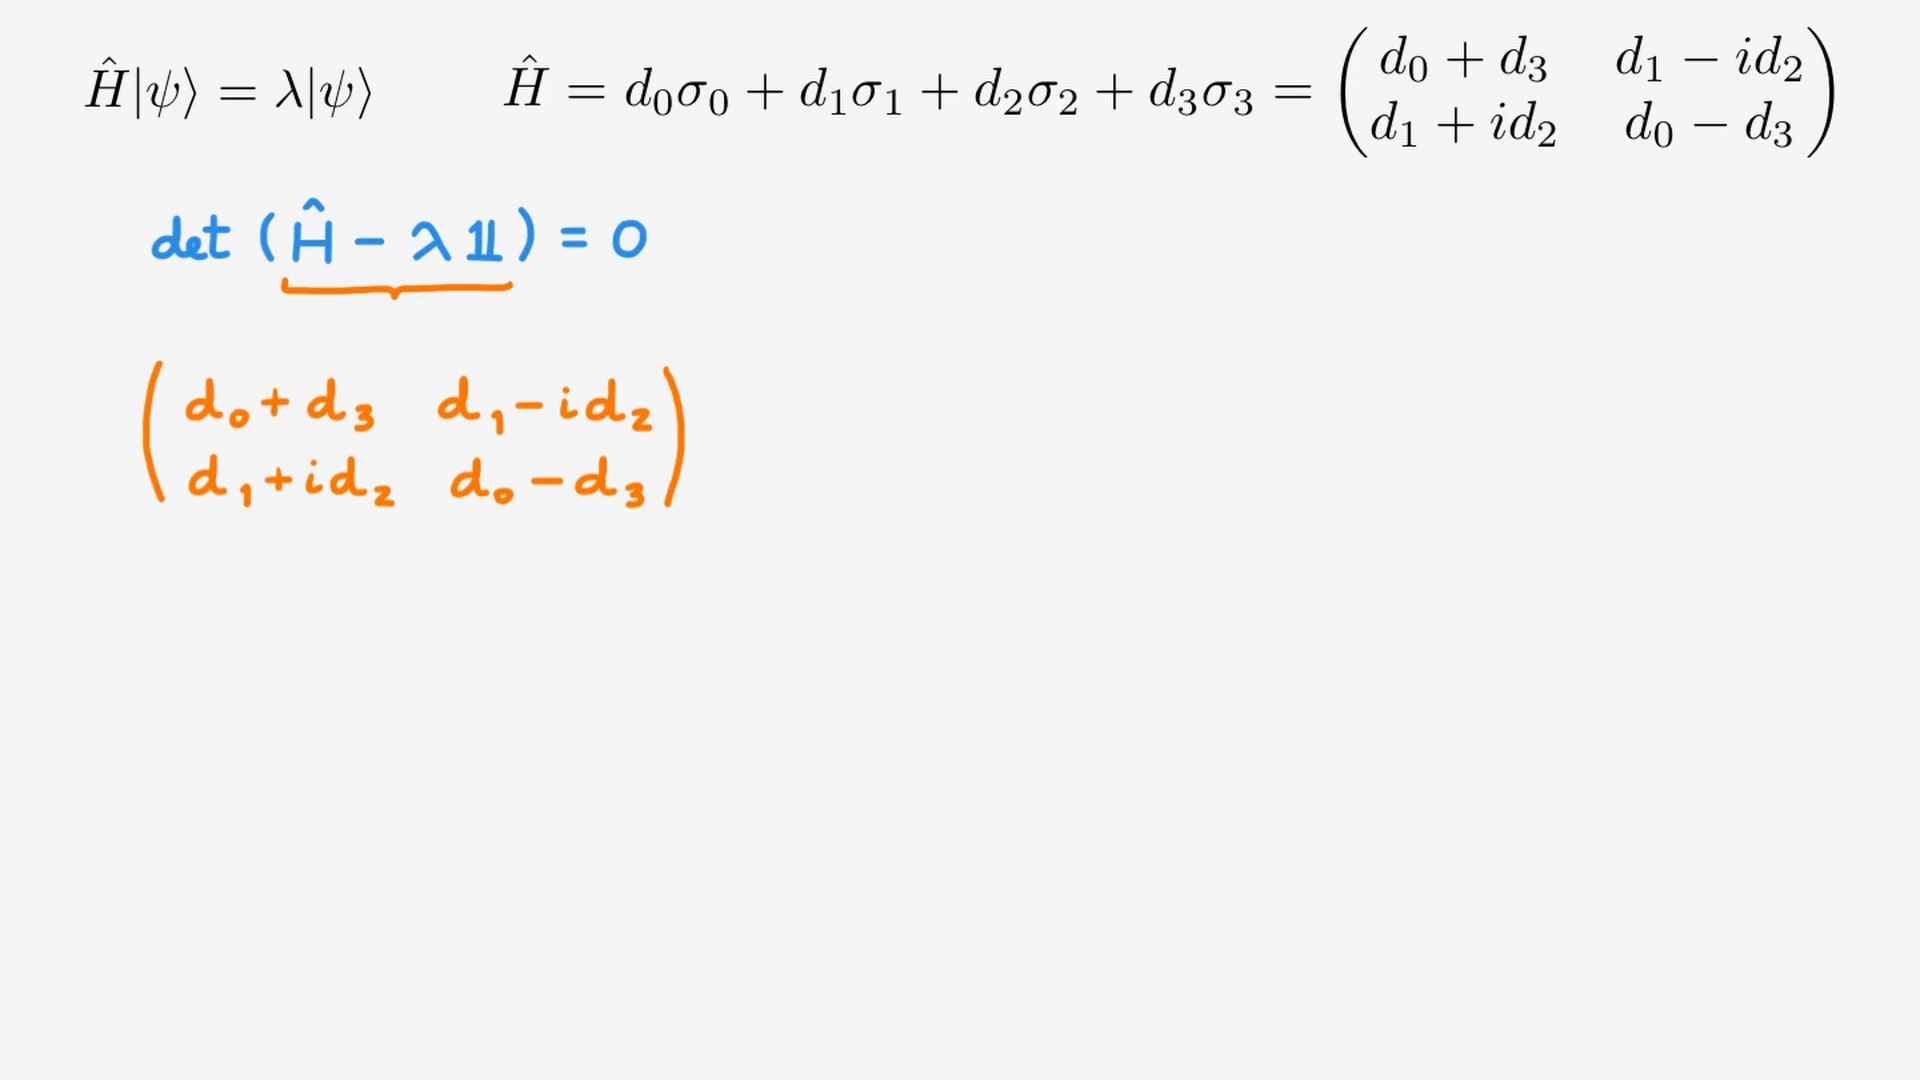 Ĥ|ψ⟩ = λ|ψ⟩
Ĥ = d₀σ₀ + d₁σ₁ + d₂σ₂ + d₃σ₃ = ( d₀ + d₃   d₁ − id₂
d₁ + id₂   d₀ − d₃ )
det (Ĥ − λ𝟙) = 0
( d₀ + d₃   d₁ − id₂
d₁ + id₂   d₀ − d₃ )